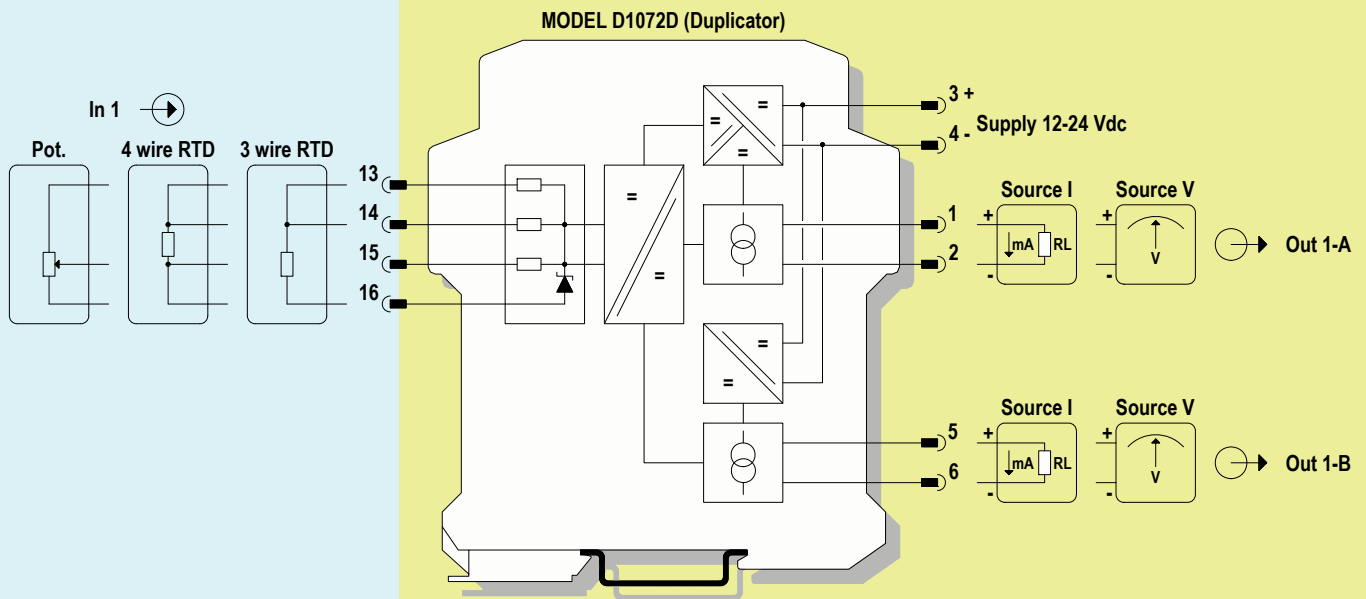 MODEL D1072D (Duplicator)
In 1
Pot.
4 wire RTD
3 wire RTD
13
14
15
16
=
=
=
=
=
=
=
3 +
4 -
Supply 12-24 Vdc
1
2
Source I
+
mA
RL
-
Source V
+
V
-
Out 1-A
5
6
Source I
+
mA
RL
-
Source V
+
V
-
Out 1-B